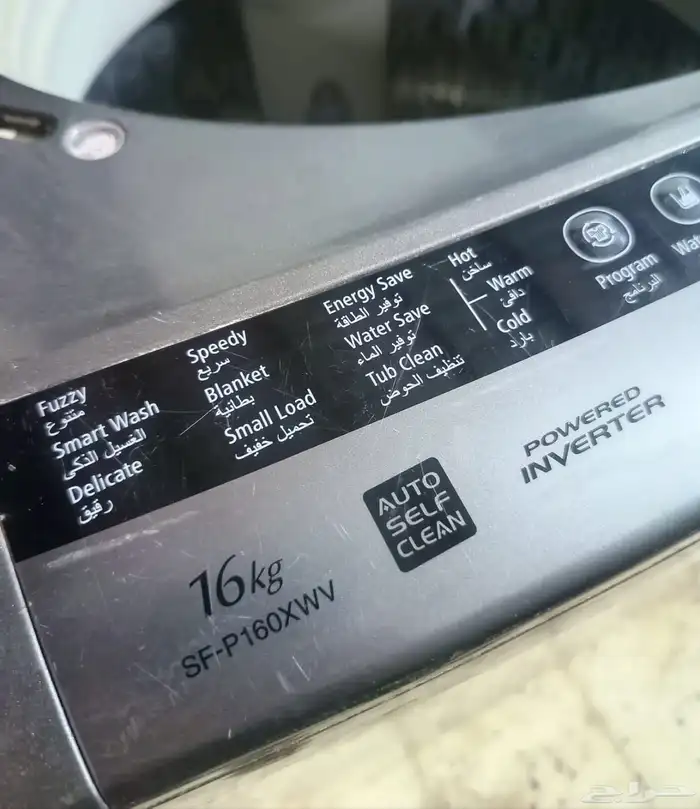 Fuzzy
متنوع
Smart Wash
الغسيل الذكى
Delicate
رقيق
Speedy
سريع
Blanket
بطانية
Small Load
تحميل خفيف
Energy Save
توفير الطاقة
Water Save
توفير الماء
Tub Clean
تنظيف الحوض
Hot
ساخن
Warm
دافئ
Cold
بارد
Program
البرنامج
POWERED
INVERTER
AUTO
SELF
CLEAN
16kg
SF-P160XWV
حراج